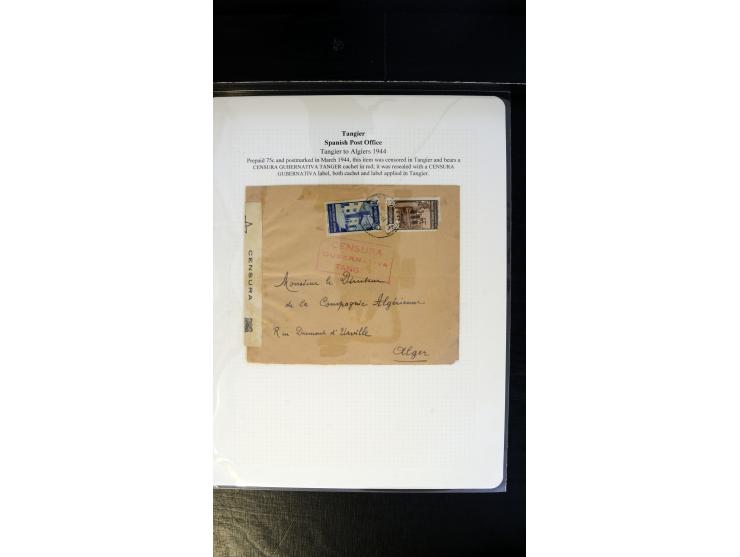 Tangier
Spanish Post Office
Tangier to Algiers 1944
Prepaid 75c and postmarked in March 1944, this item was censored in Tangier and bears a
CENSURA GUBERNATIVA TANGER cachet in red; it was resealed with a CENSURA
GUBERNATIVA label, both cachet and label applied in Tangier.
CENSURA
CENSURA
GUBERNATIVA
TANG
Monsieur le Directeur
de la Compagnie Algérienne
Rue Dumont d'Urville
Alger